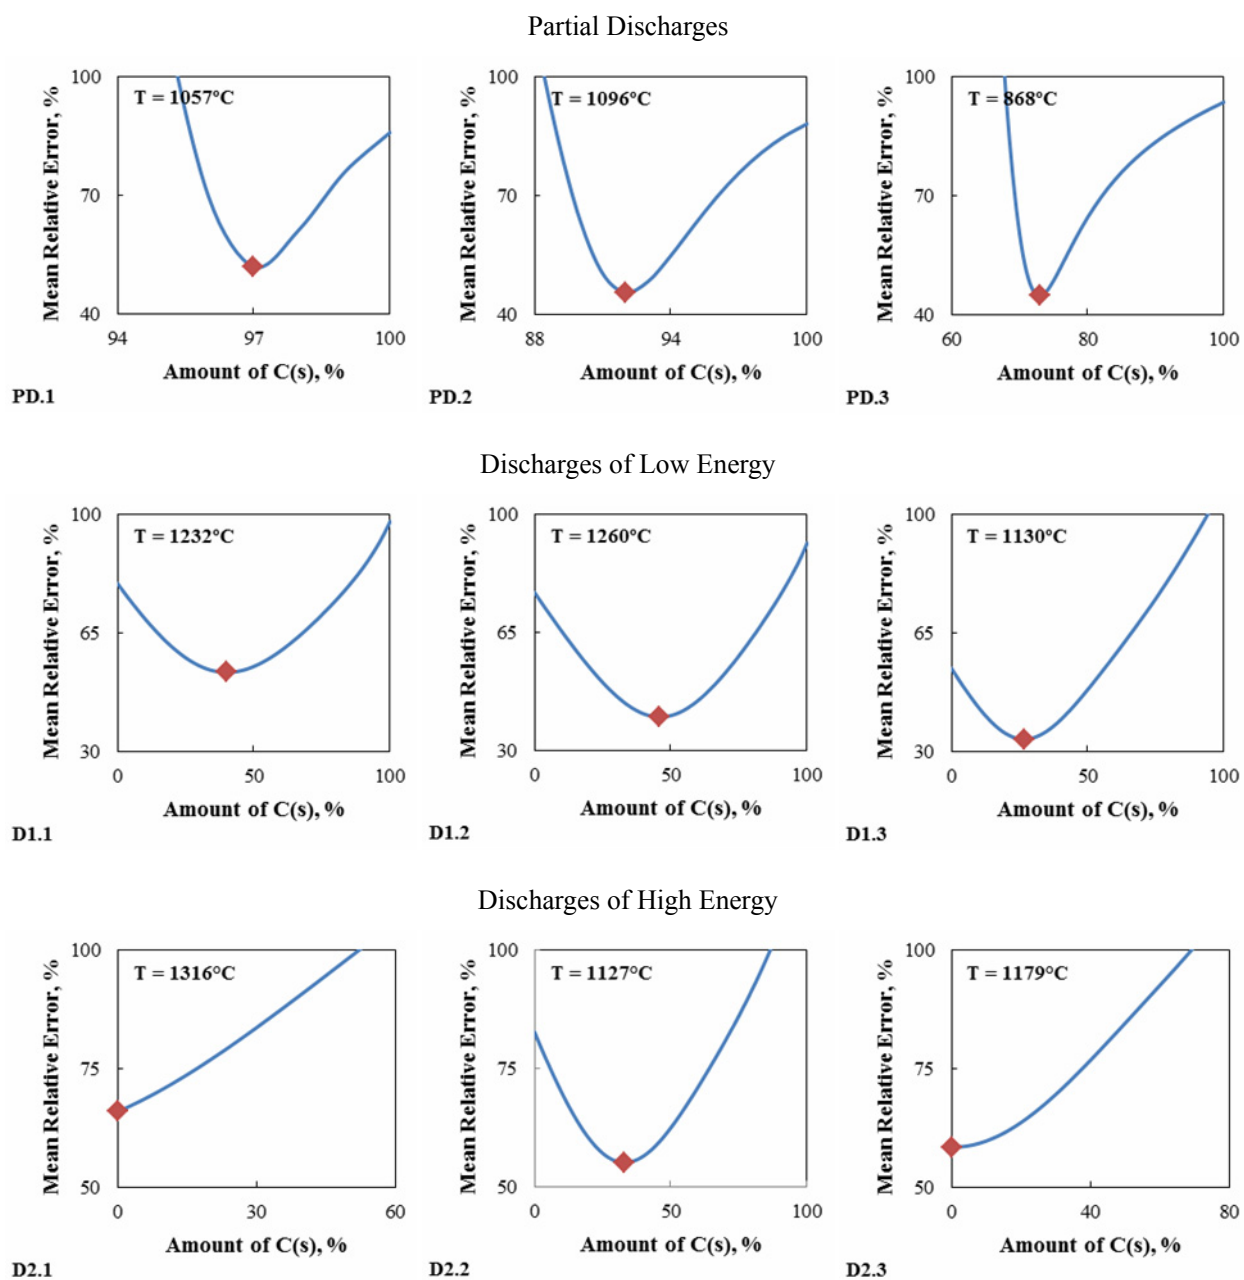 Partial Discharges
Mean Relative Error, %
100
70
40
T = 1057°C
94
97
100
Amount of C(s), %
PD.1
Mean Relative Error, %
100
70
40
T = 1096°C
88
94
100
Amount of C(s), %
PD.2
Mean Relative Error, %
100
70
40
T = 868°C
60
80
100
Amount of C(s), %
PD.3
Discharges of Low Energy
Mean Relative Error, %
100
65
30
T = 1232°C
0
50
100
Amount of C(s), %
D1.1
Mean Relative Error, %
100
65
30
T = 1260°C
0
50
100
Amount of C(s), %
D1.2
Mean Relative Error, %
100
65
30
T = 1130°C
0
50
100
Amount of C(s), %
D1.3
Discharges of High Energy
Mean Relative Error, %
100
75
50
T = 1316°C
0
30
60
Amount of C(s), %
D2.1
Mean Relative Error, %
100
75
50
T = 1127°C
0
50
100
Amount of C(s), %
D2.2
Mean Relative Error, %
100
75
50
T = 1179°C
0
40
80
Amount of C(s), %
D2.3